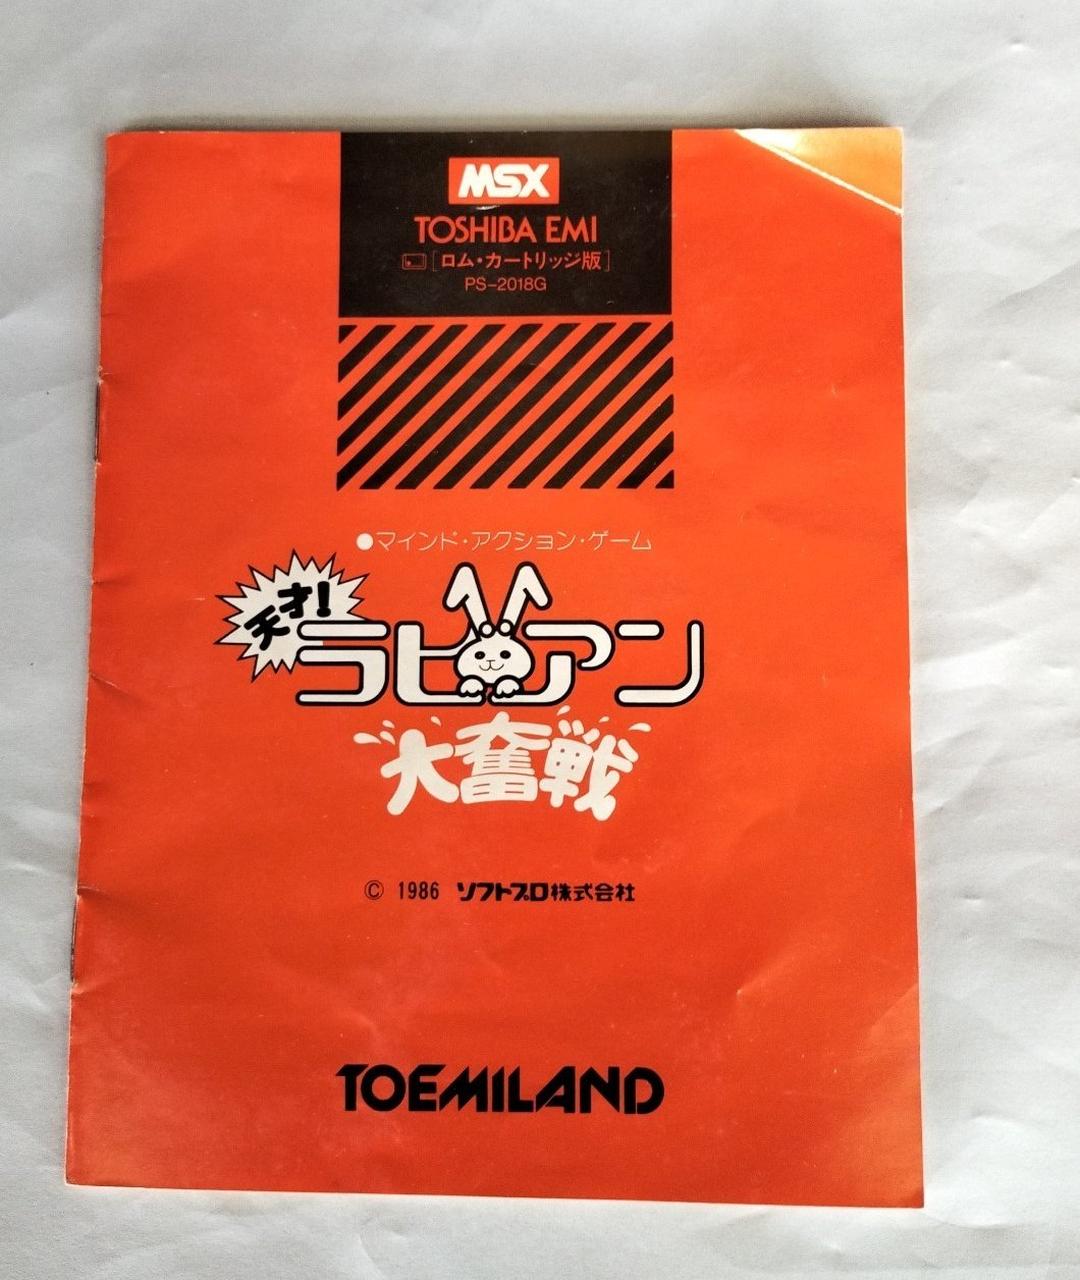 MSX
TOSHIBA EMI
[ロム・カートリッジ版]
PS-2018G
●マインド・アクション・ゲーム
天才!
ラビアン
大奮戦
© 1986 ソフトプロ株式会社
TOEMILAND